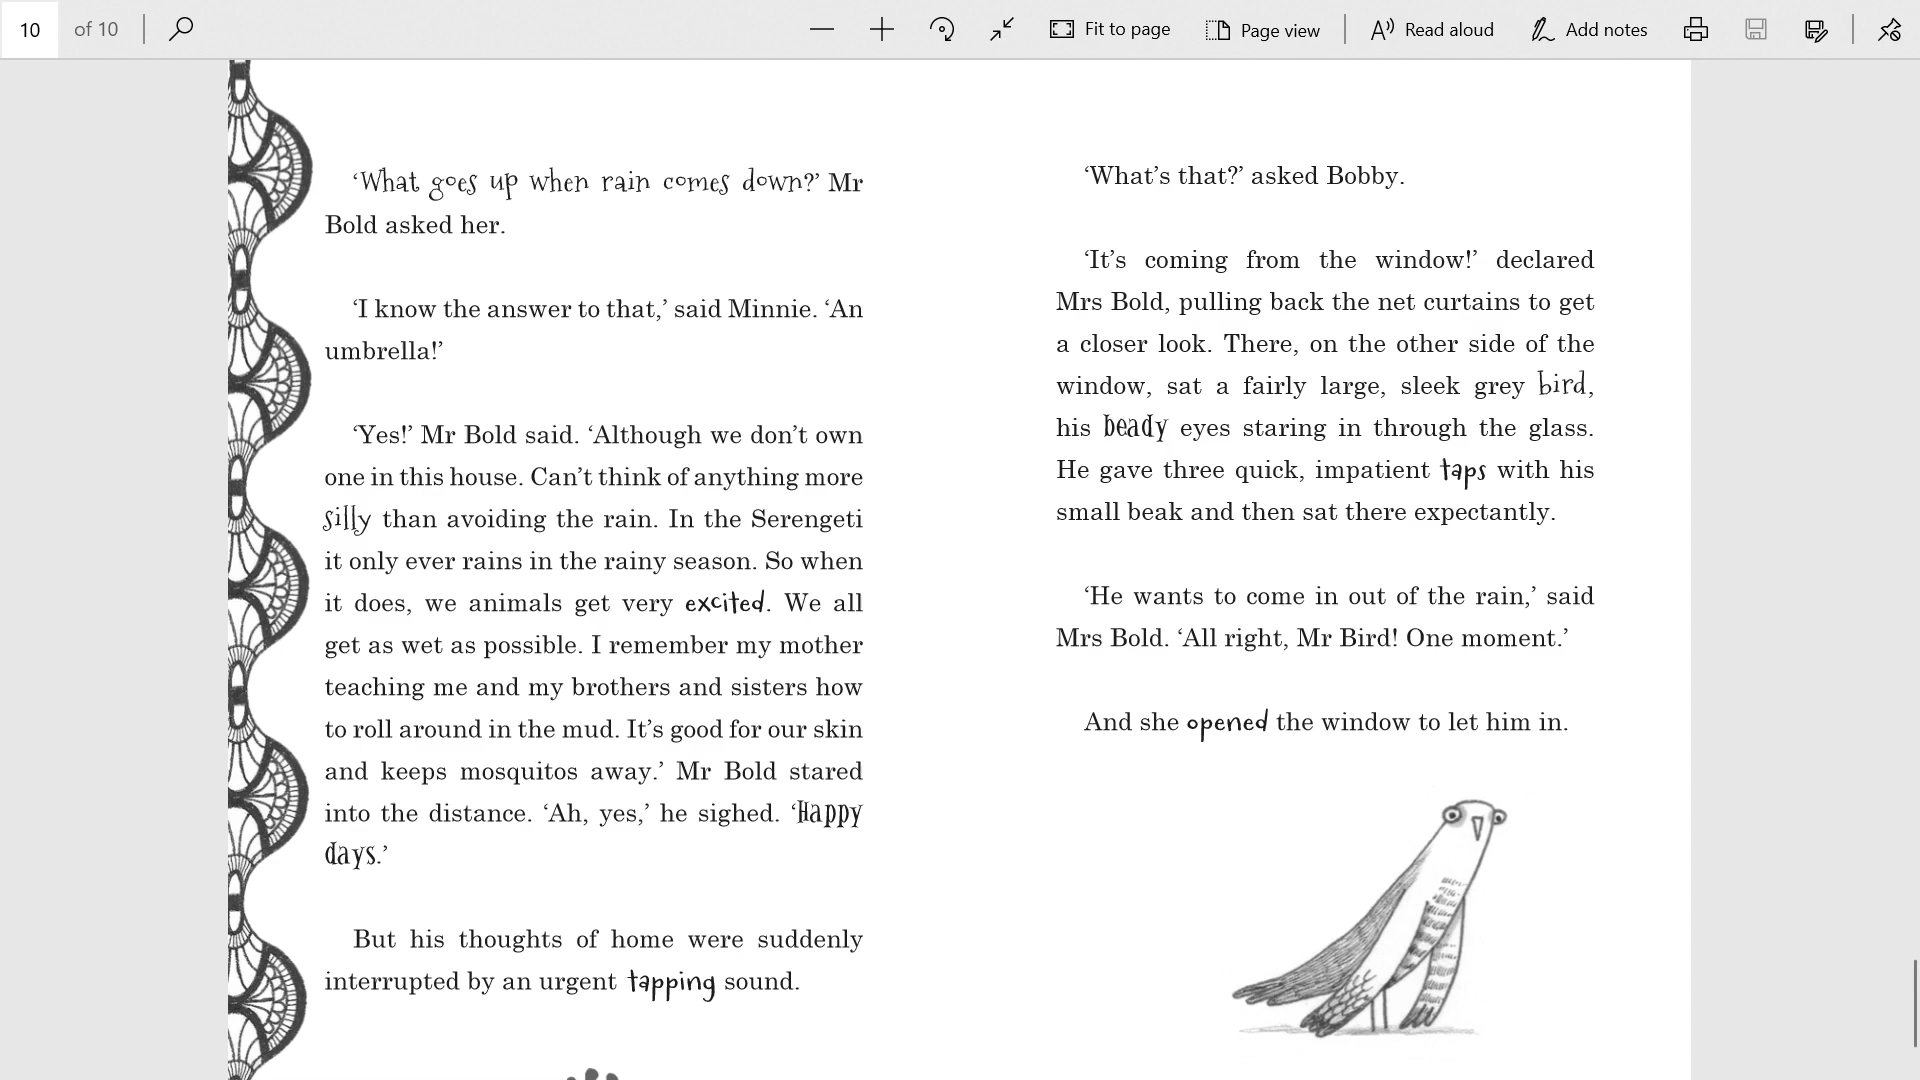 10 of 10 Fit to page Page view Read aloud Add notes
‘What goes up when rain comes down?’ Mr
Bold asked her.
‘I know the answer to that,’ said Minnie. ‘An
umbrella!’
‘Yes!’ Mr Bold said. ‘Although we don’t own
one in this house. Can’t think of anything more
silly than avoiding the rain. In the Serengeti
it only ever rains in the rainy season. So when
it does, we animals get very excited. We all
get as wet as possible. I remember my mother
teaching me and my brothers and sisters how
to roll around in the mud. It’s good for our skin
and keeps mosquitos away.’ Mr Bold stared
into the distance. ‘Ah, yes,’ he sighed. ‘Happy
days.’
But his thoughts of home were suddenly
interrupted by an urgent tapping sound.
‘What’s that?’ asked Bobby.
‘It’s coming from the window!’ declared
Mrs Bold, pulling back the net curtains to get
a closer look. There, on the other side of the
window, sat a fairly large, sleek grey bird,
his beady eyes staring in through the glass.
He gave three quick, impatient taps with his
small beak and then sat there expectantly.
‘He wants to come in out of the rain,’ said
Mrs Bold. ‘All right, Mr Bird! One moment.’
And she opened the window to let him in.